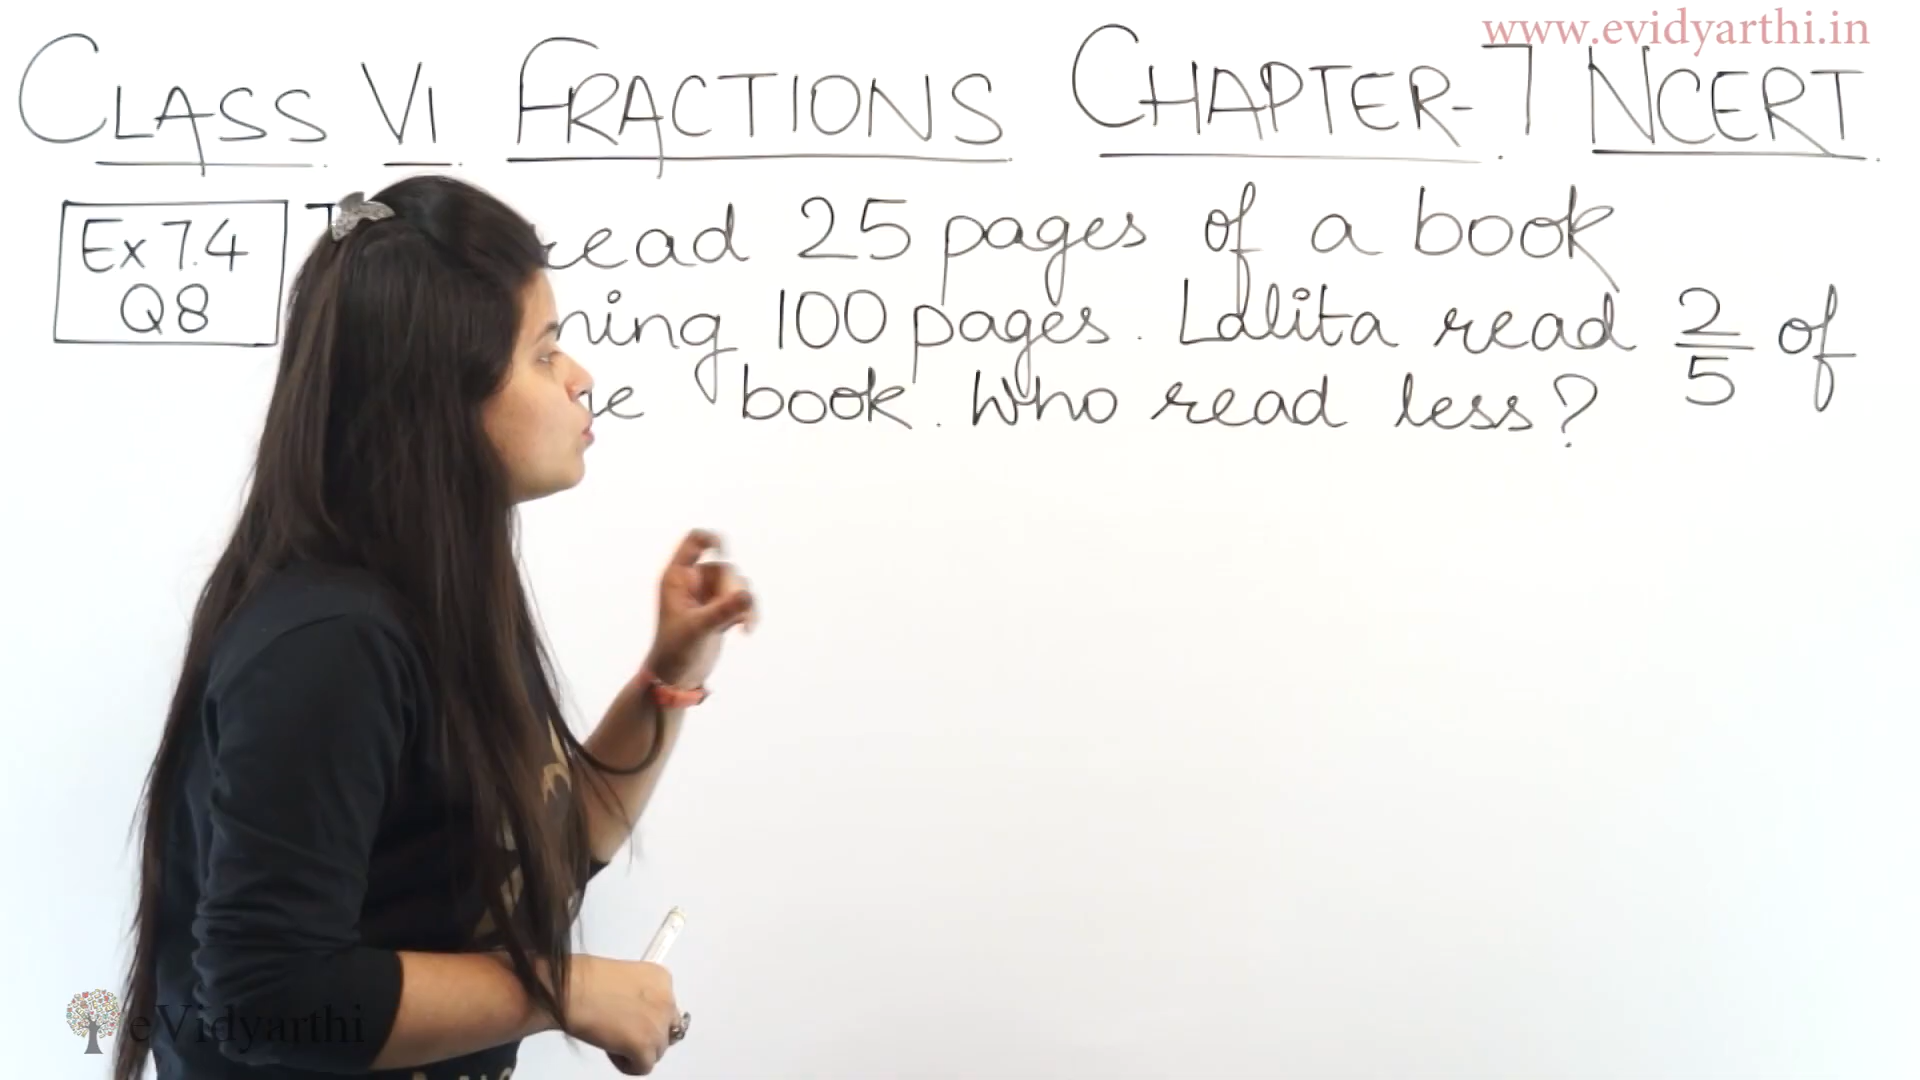 www.evidyarthi.in
CLASS VI FRACTIONS CHAPTER-7 NCERT
Ex 7.4
Q8
read 25 pages of a book
100 pages. Lalita read 2/5 of
book. Who read less?
eVidyarthi